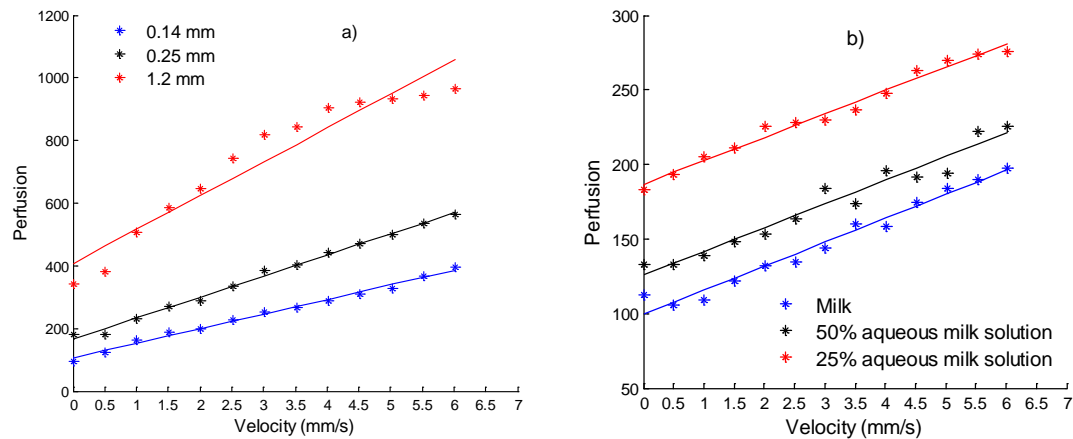 1200
1000
800
600
400
200
0
Perfusion
0.14 mm
0.25 mm
1.2 mm
a)
0 0.5 1 1.5 2 2.5 3 3.5 4 4.5 5 5.5 6 6.5 7
Velocity (mm/s)
300
250
200
150
100
50
Perfusion
b)
Milk
50% aqueous milk solution
25% aqueous milk solution
0 0.5 1 1.5 2 2.5 3 3.5 4 4.5 5 5.5 6 6.5 7
Velocity (mm/s)